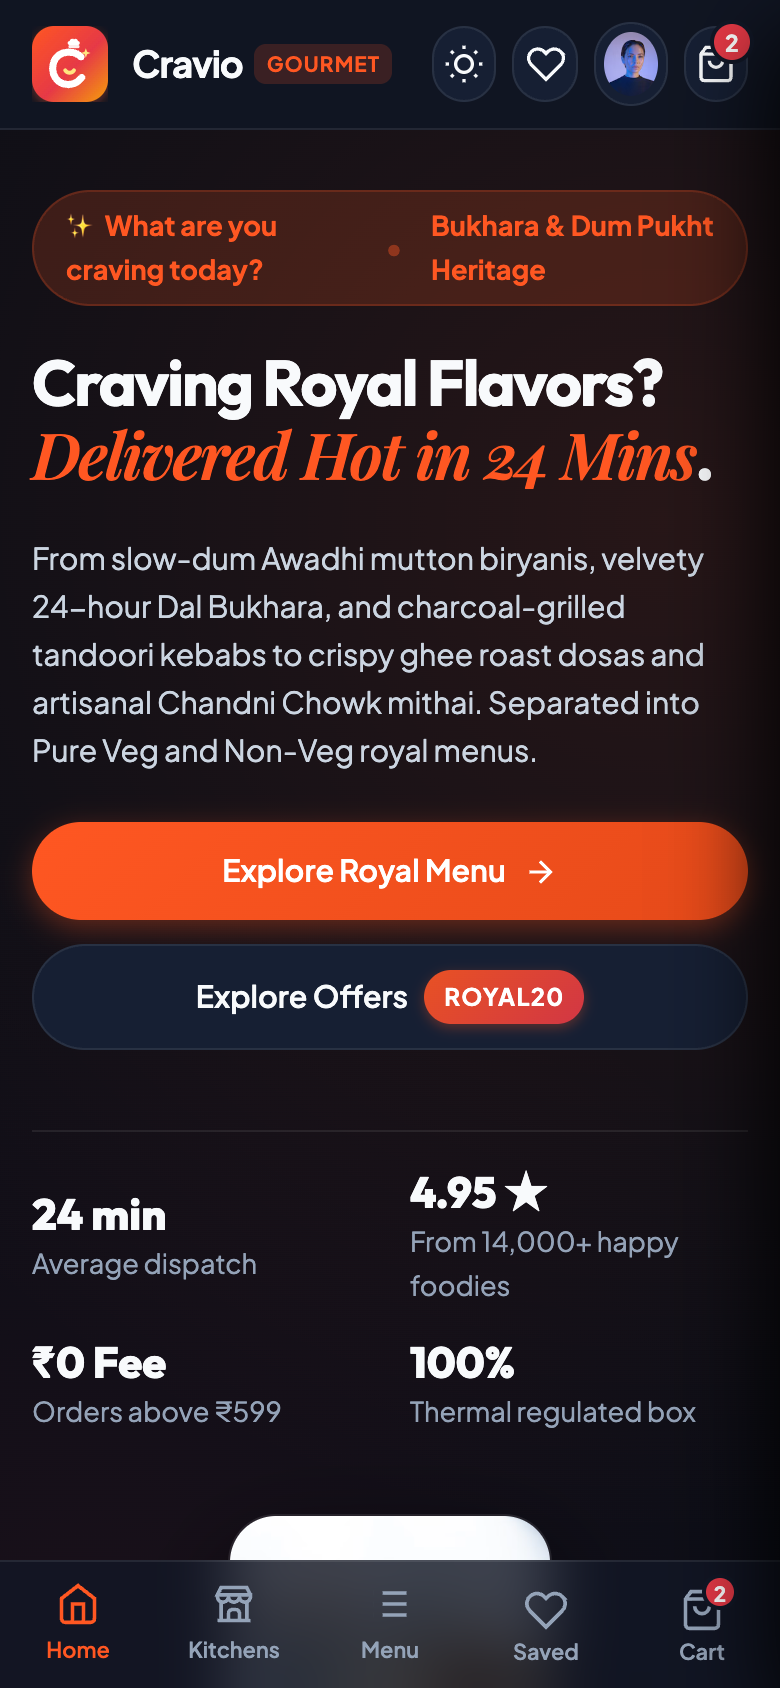 Cravio GOURMET
2
✨ What are you
craving today?
•
Bukhara & Dum Pukht
Heritage
Craving Royal Flavors?
Delivered Hot in 24 Mins.
From slow-dum Awadhi mutton biryanis, velvety
24-hour Dal Bukhara, and charcoal-grilled
tandoori kebabs to crispy ghee roast dosas and
artisanal Chandni Chowk mithai. Separated into
Pure Veg and Non-Veg royal menus.
Explore Royal Menu →
Explore Offers ROYAL20
24 min
Average dispatch
4.95 ★
From 14,000+ happy
foodies
₹0 Fee
Orders above ₹599
100%
Thermal regulated box
Home
Kitchens
Menu
Saved
2
Cart